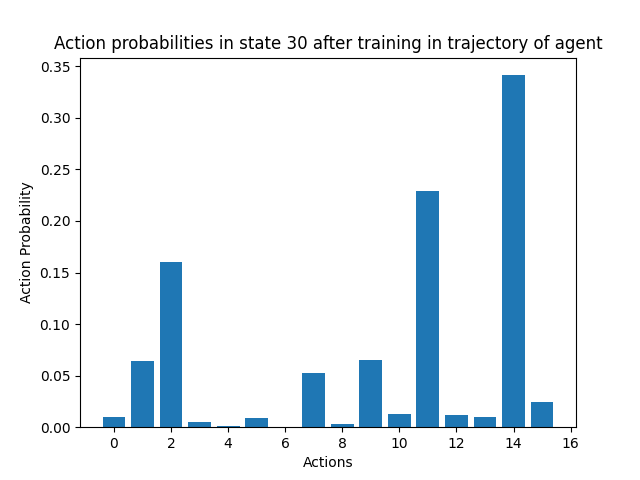 Action probabilities in state 30 after training in trajectory of agent
0.35
0.30
0.25
0.20
0.15
0.10
0.05
0.00
Action Probability
0 2 4 6 8 10 12 14 16
Actions